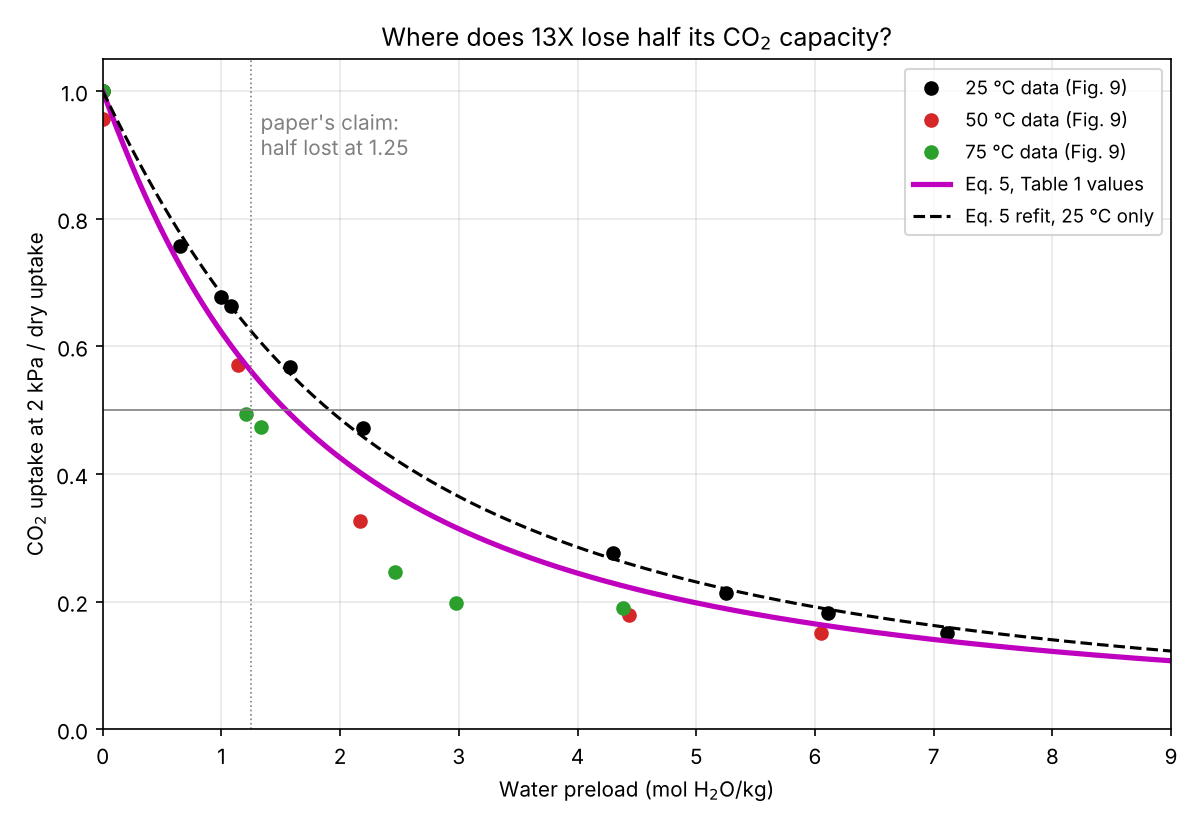 Where does 13X lose half its CO₂ capacity?
paper's claim:
half lost at 1.25
25 °C data (Fig. 9)
50 °C data (Fig. 9)
75 °C data (Fig. 9)
Eq. 5, Table 1 values
Eq. 5 refit, 25 °C only
CO₂ uptake at 2 kPa / dry uptake
1.0
0.8
0.6
0.4
0.2
0.0
0 1 2 3 4 5 6 7 8 9
Water preload (mol H₂O/kg)